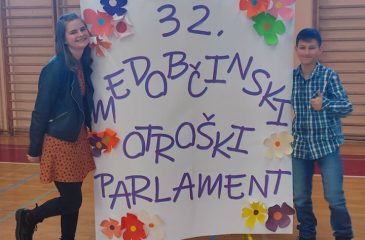 32.
MEDOBČINSKI
OTROŠKI
PARLAMENT